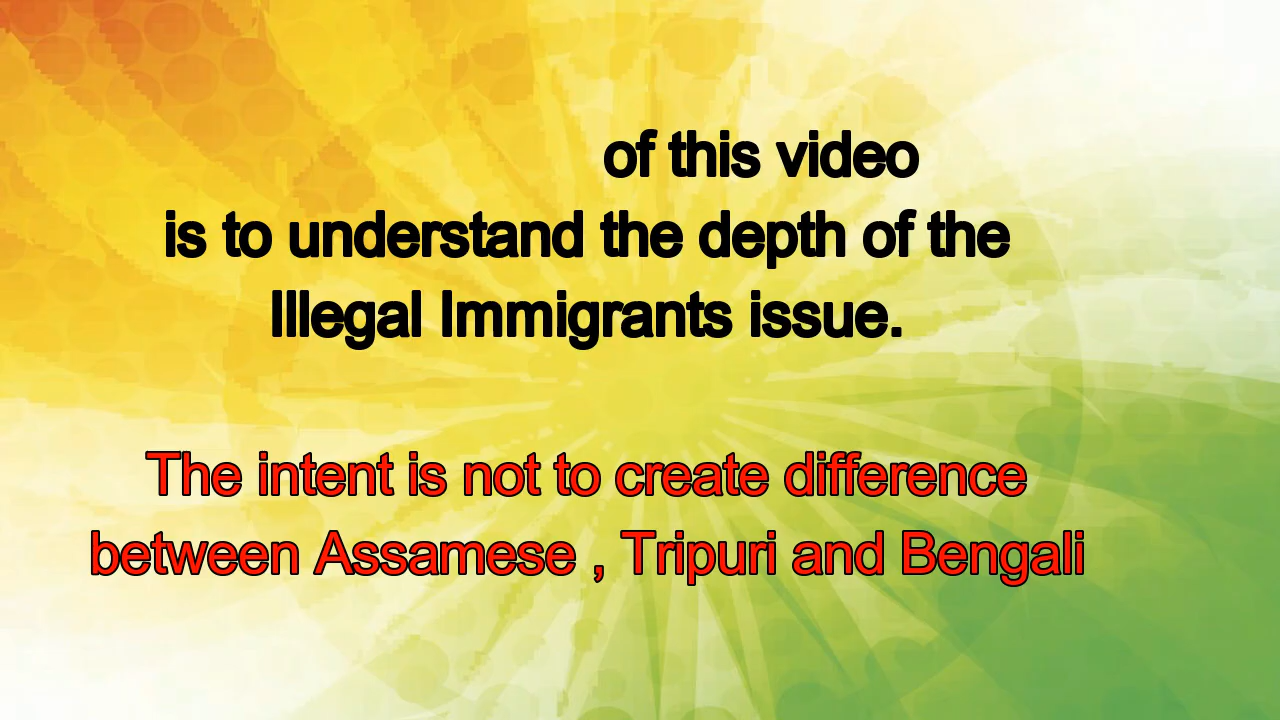 of this video
is to understand the depth of the
Illegal Immigrants issue.
The intent is not to create difference
between Assamese , Tripuri and Bengali